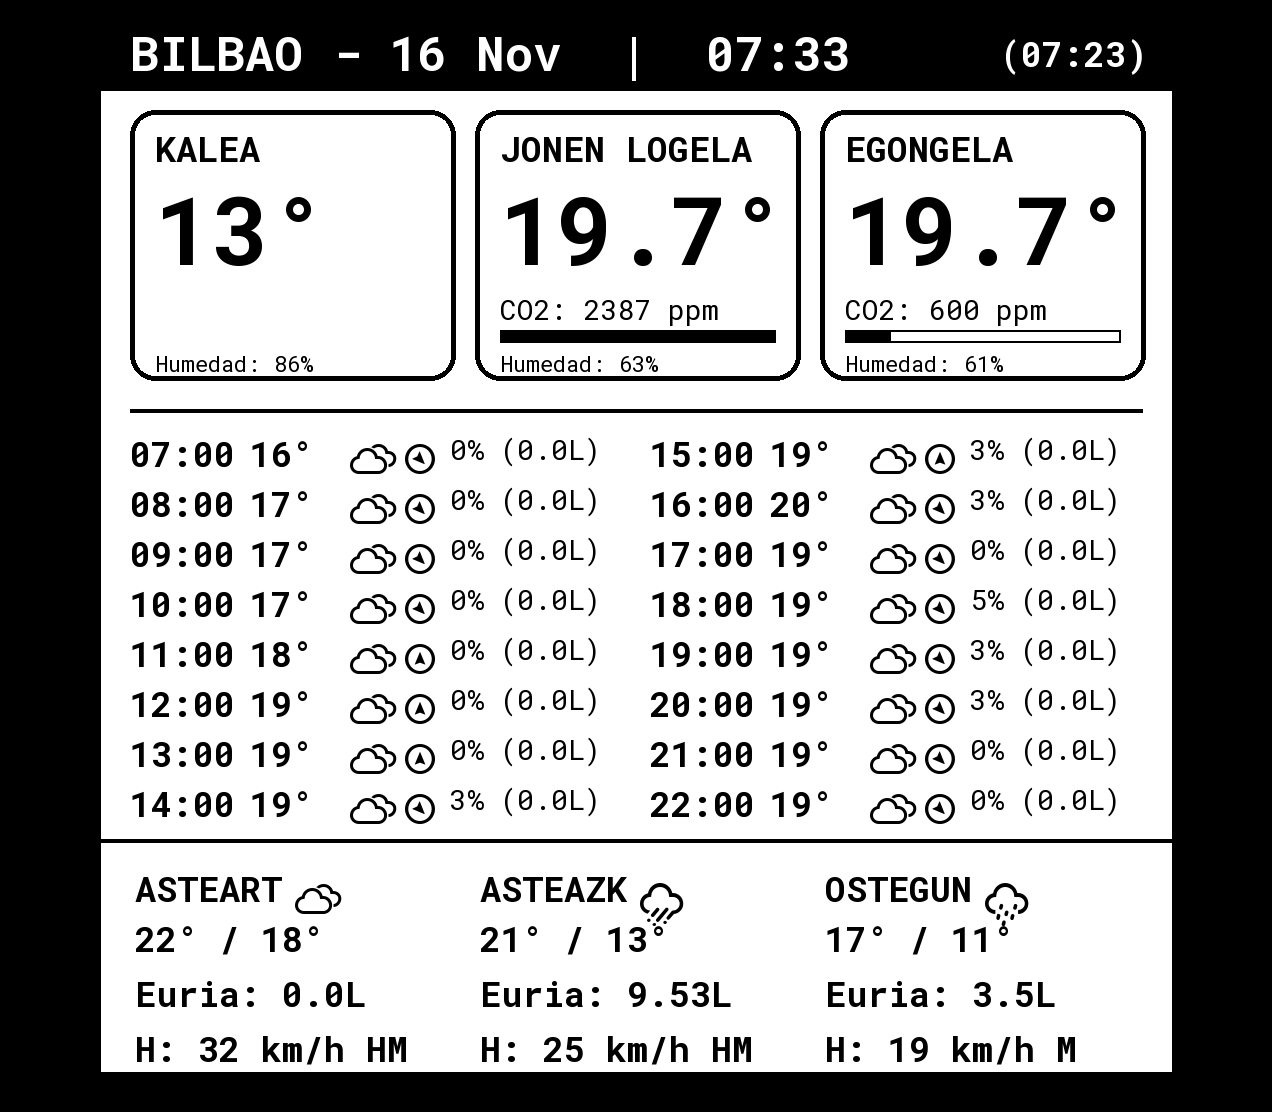 BILBAO - 16 Nov | 07:33 (07:23)
KALEA
13°
Humedad: 86%
JONEN LOGELA
19.7°
CO2: 2387 ppm
Humedad: 63%
EGONGELA
19.7°
CO2: 600 ppm
Humedad: 61%
07:00 16° 0% (0.0L)
08:00 17° 0% (0.0L)
09:00 17° 0% (0.0L)
10:00 17° 0% (0.0L)
11:00 18° 0% (0.0L)
12:00 19° 0% (0.0L)
13:00 19° 0% (0.0L)
14:00 19° 3% (0.0L)
15:00 19° 3% (0.0L)
16:00 20° 3% (0.0L)
17:00 19° 0% (0.0L)
18:00 19° 5% (0.0L)
19:00 19° 3% (0.0L)
20:00 19° 3% (0.0L)
21:00 19° 0% (0.0L)
22:00 19° 0% (0.0L)
ASTEART
22° / 18°
Euria: 0.0L
H: 32 km/h HM
ASTEAZK
21° / 13°
Euria: 9.53L
H: 25 km/h HM
OSTEGUN
17° / 11°
Euria: 3.5L
H: 19 km/h M